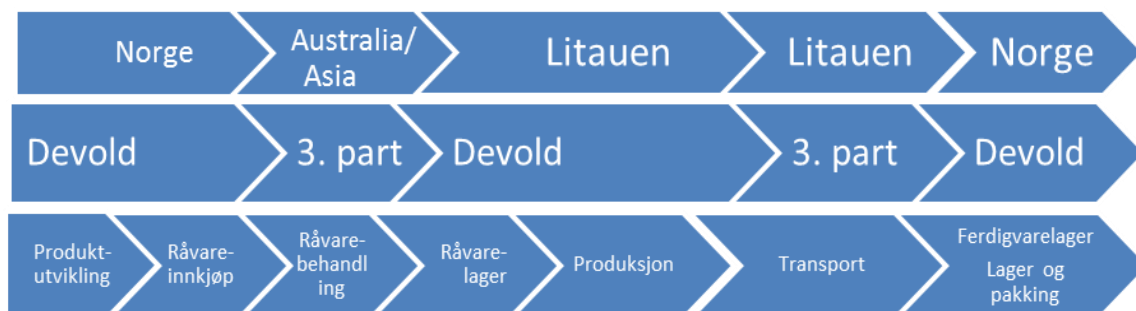 Norge
Australia/
Asia
Litauen
Litauen
Norge
Devold
3. part
Devold
3. part
Devold
Produkt-
utvikling
Råvare-
innkjøp
Råvare-
behandl
ing
Råvare
-lager
Produksjon
Transport
Ferdigvarelager
Lager og
pakking